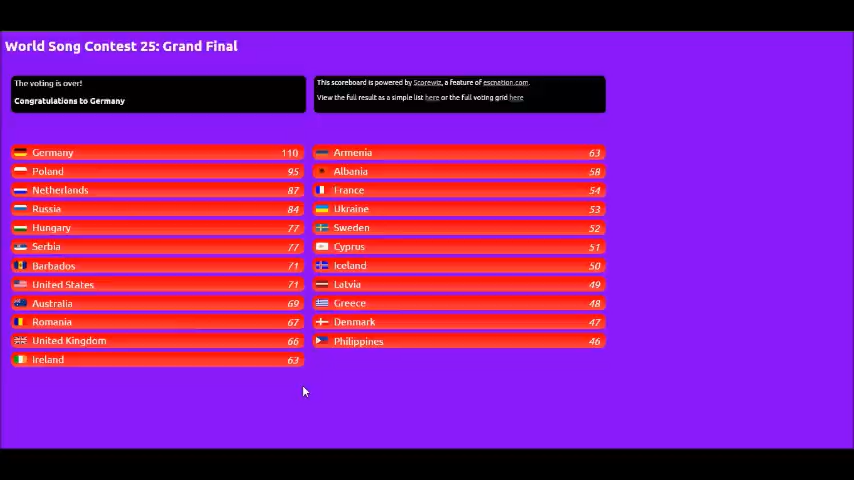 World Song Contest 25: Grand Final
The voting is over!
Congratulations to Germany
This scoreboard is powered by Scorewiz, a feature of escnation.com.
View the full result as a simple list here or the full voting grid here
Germany 110
Poland 95
Netherlands 87
Russia 84
Hungary 77
Serbia 77
Barbados 71
United States 71
Australia 69
Romania 67
United Kingdom 66
Ireland 63
Armenia 63
Albania 58
France 54
Ukraine 53
Sweden 52
Cyprus 51
Iceland 50
Latvia 49
Greece 48
Denmark 47
Philippines 46